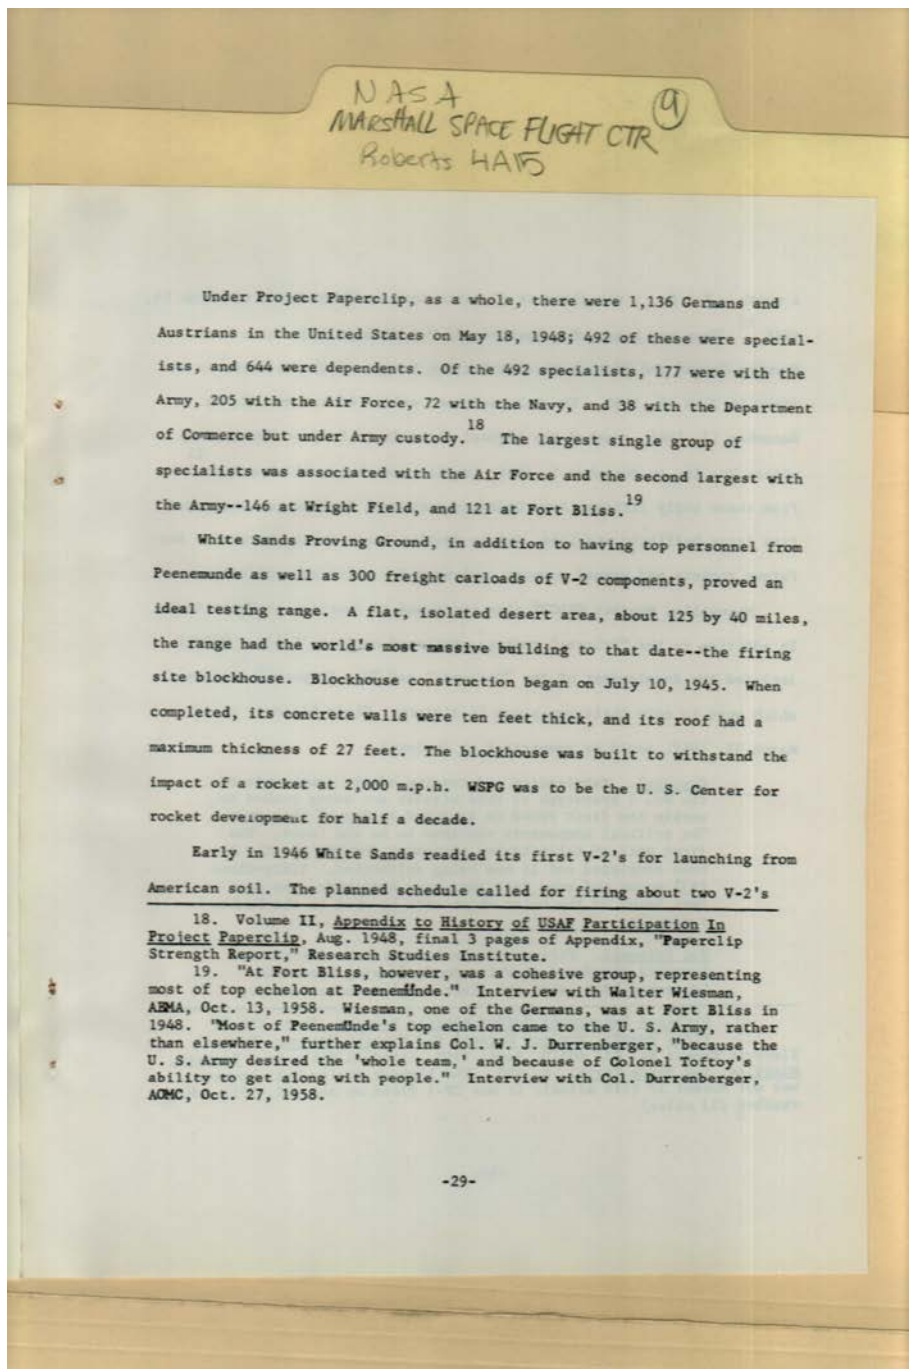 NASA
MARSHALL SPACE FLIGHT CTR
9
Roberts 4A15
Under Project Paperclip, as a whole, there were 1,136 Germans and
Austrians in the United States on May 18, 1948; 492 of these were special-
ists, and 644 were dependents. Of the 492 specialists, 177 were with the
Army, 205 with the Air Force, 72 with the Navy, and 38 with the Department
of Commerce but under Army custody.18 The largest single group of
specialists was associated with the Air Force and the second largest with
the Army--146 at Wright Field, and 121 at Fort Bliss.19
White Sands Proving Ground, in addition to having top personnel from
Peenemunde as well as 300 freight carloads of V-2 components, proved an
ideal testing range. A flat, isolated desert area, about 125 by 40 miles,
the range had the world's most massive building to that date--the firing
site blockhouse. Blockhouse construction began on July 10, 1945. When
completed, its concrete walls were ten feet thick, and its roof had a
maximum thickness of 27 feet. The blockhouse was built to withstand the
impact of a rocket at 2,000 m.p.h. WSPG was to be the U. S. Center for
rocket development for half a decade.
Early in 1946 White Sands readied its first V-2's for launching from
American soil. The planned schedule called for firing about two V-2's
18. Volume II, Appendix to History of USAF Participation In
Project Paperclip, Aug. 1948, final 3 pages of Appendix, "Paperclip
Strength Report," Research Studies Institute.
19. "At Fort Bliss, however, was a cohesive group, representing
most of top echelon at Peenemünde." Interview with Walter Wiesman,
ABMA, Oct. 13, 1958. Wiesman, one of the Germans, was at Fort Bliss in
1948. "Most of Peenemünde's top echelon came to the U. S. Army, rather
than elsewhere," further explains Col. W. J. Durrenberger, "because the
U. S. Army desired the 'whole team,' and because of Colonel Toftoy's
ability to get along with people." Interview with Col. Durrenberger,
AOMC, Oct. 27, 1958.
-29-